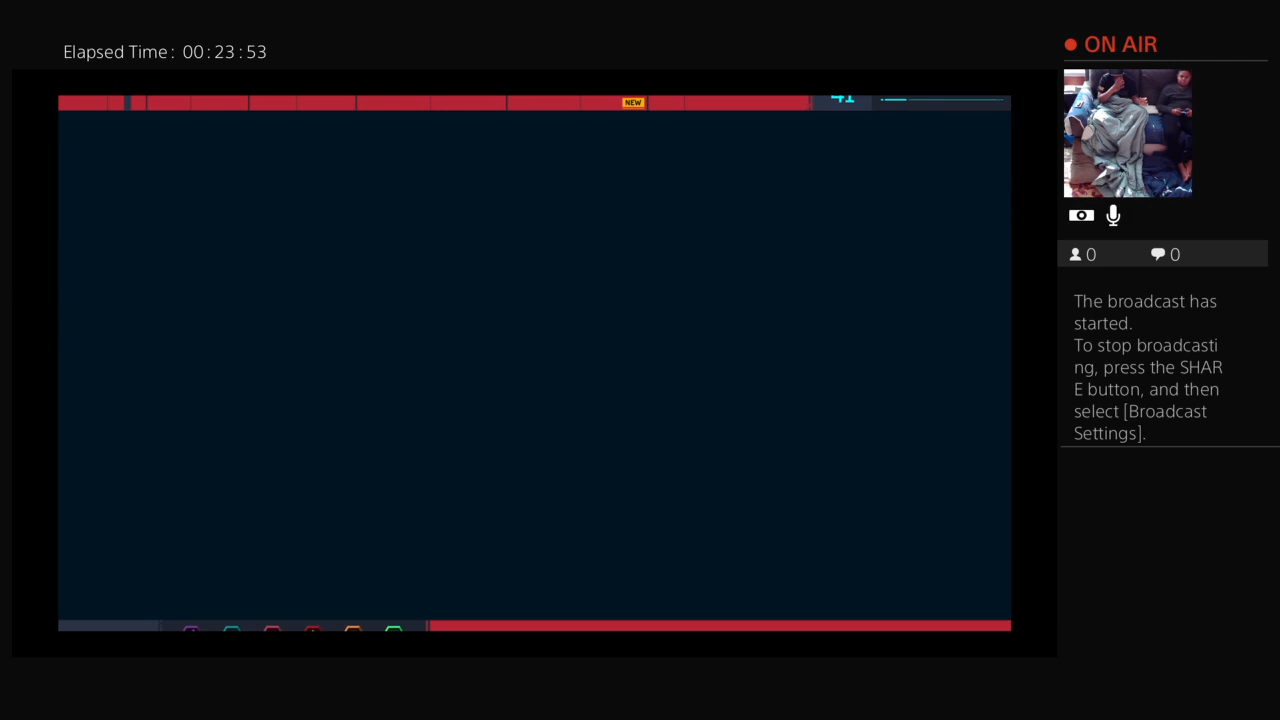 Elapsed Time: 00:23:53
ON AIR
NEW
41
0
0
The broadcast has
started.
To stop broadcasti
ng, press the SHAR
E button, and then
select [Broadcast
Settings].